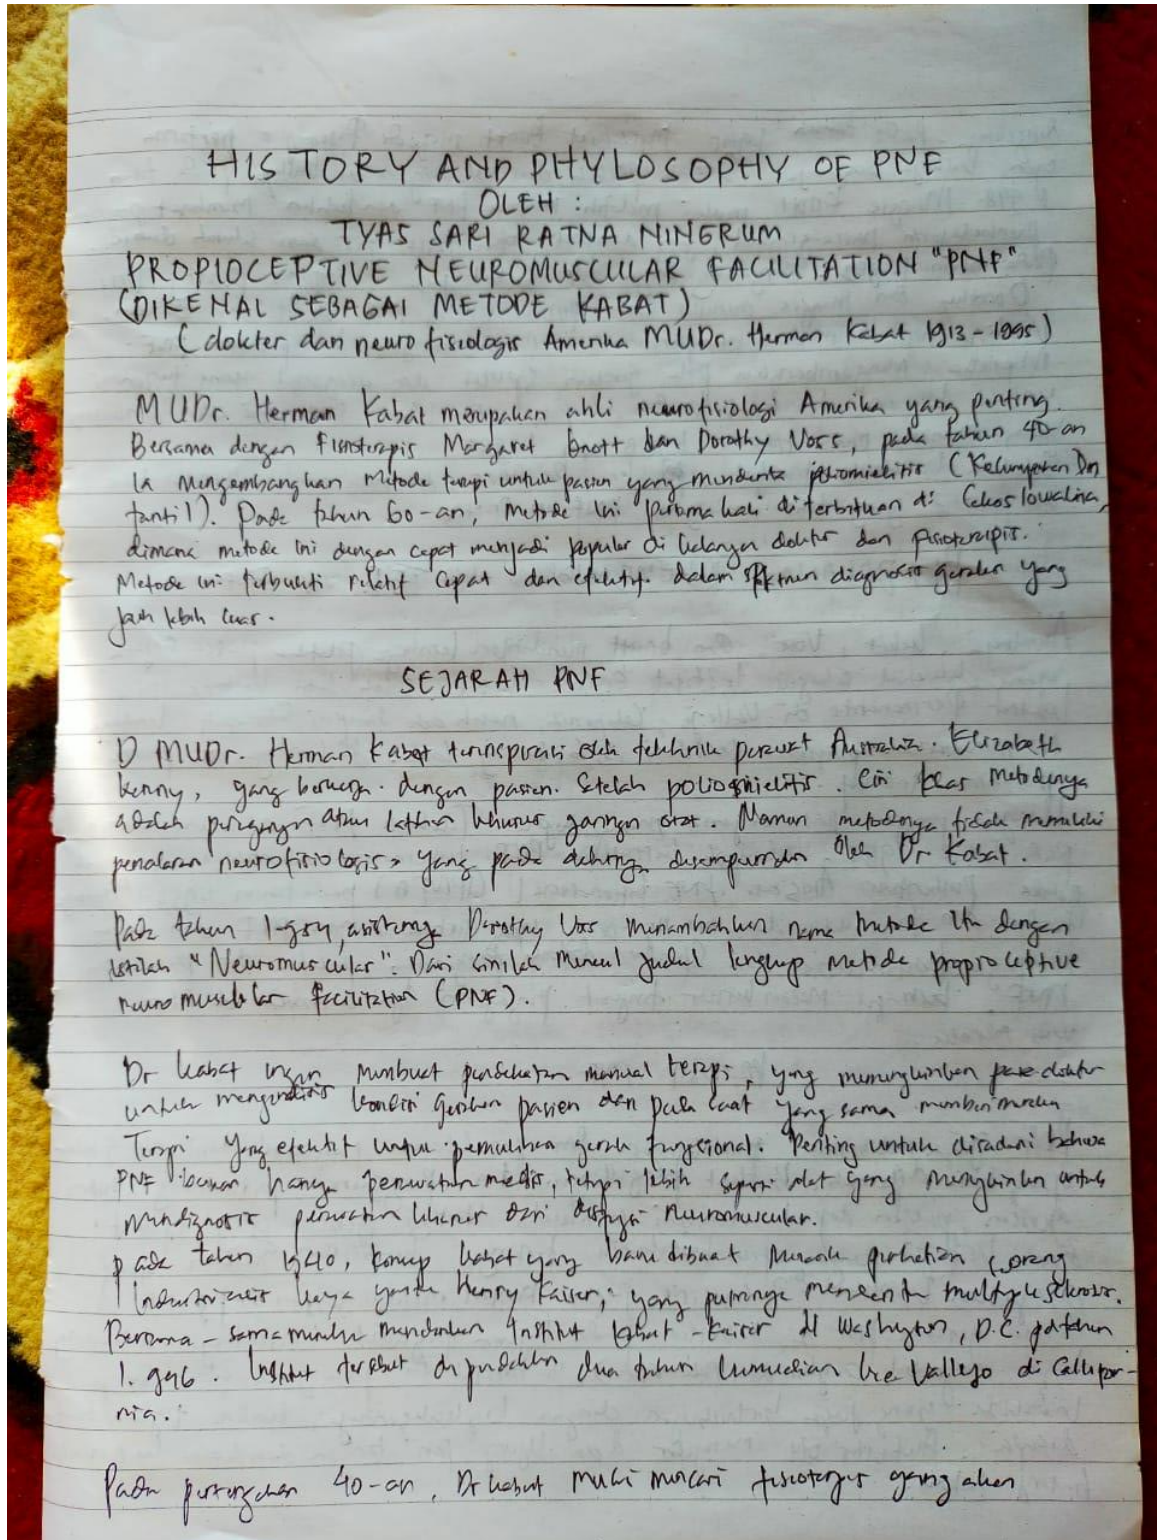 HISTORY AND PHYLOSOPHY OF PNF
OLEH :
TYAS SARI RATNA NINGRUM
PROPIOCEPTIVE NEUROMUSCULAR FACILITATION "PNF"
(DIKENAL SEBAGAI METODE KABAT)
(dokter dan neurofisiologis Amerika MUDr. Herman Kabat 1913 - 1995)
MUDr. Herman Kabat merupakan ahli neurofisiologi Amerika yang penting.
Bersama dengan fisioterapis Margaret Knott dan Dorothy Voss, pada tahun 40-an
ia mengembangkan metode terapi untuk pasien yang menderita poliomielitis (Kelumpuhan In
fantil). Pada tahun 60-an, metode ini pertama kali diterbitkan di Cekoslowakia,
dimana metode ini dengan cepat menjadi popular di kalangan dokter dan fisioterapis.
Metode ini terbukti relatif cepat dan efektif dalam spektrum diagnosis gerakan yang
jauh lebih luas.
SEJARAH PNF
D MUDr. Herman Kabat terinspirasi oleh tekhnik perawat Australia. Elizabeth
kenny, yang bekerja dengan pasien setelah poliomielitis. Ciri khas metodenya
adalah peregangan atau latihan khusus jaringan otot. Namun metodenya tidak memiliki
penalaran neurofisiologis, yang pada akhirnya disempurnakan oleh Dr Kabat.
Pada tahun 1.954, asistennya Dorothy Voss menambahkan nama metode itu dengan
istilah "Neuromuscular". Dari sinilah muncul judul lengkap metode proprioceptive
neuromuscular facilitation (PNF).
Dr kabat ingin membuat pendekatan manual terapi, yang memungkinkan para dokter
untuk kondisi gerakan pasien dan pada saat yang sama memberi mereka
Terapi yang efektif untuk pemulihan gerak fungsional. Penting untuk disadari bahwa
PNF bukan hanya perawatan medis, tetapi lebih seperti alat yang mungkinkan untuk
mendiagnosis perawatan khusus dari disfungsi neuromuscular.
pada tahun 1940, konsep kabat yang baru dibuat menarik perhatian seorang
Industrialis kaya yaitu Henry Kaiser, yang putranya menderita multiple sklerosis.
Bersama - sama mereka mendirikan Institut Kabat - Kaiser di Washington, D.C. pd tahun
1. 946. Institut tersebut dipindahkan dua tahun kemudian ke Vallejo di Califor-
nia.
Pada pertengahan 40-an, Dr kabat mulai mencari fisioterapis yang akan